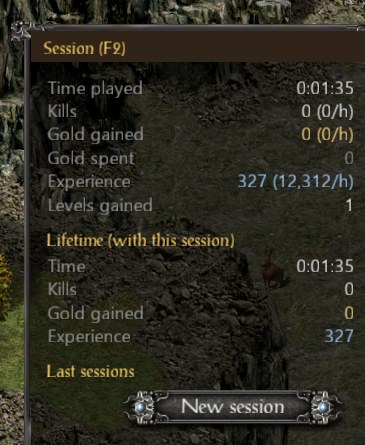 Session (F2)
Time played 0:01:35
Kills 0 (0/h)
Gold gained 0 (0/h)
Gold spent 0
Experience 327 (12,312/h)
Levels gained 1
Lifetime (with this session)
Time 0:01:35
Kills 0
Gold gained 0
Experience 327
Last sessions
New session